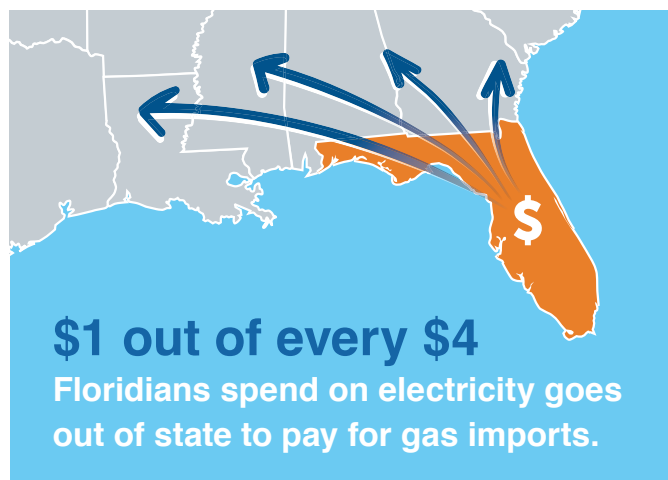 $
$1 out of every $4
Floridians spend on electricity goes
out of state to pay for gas imports.